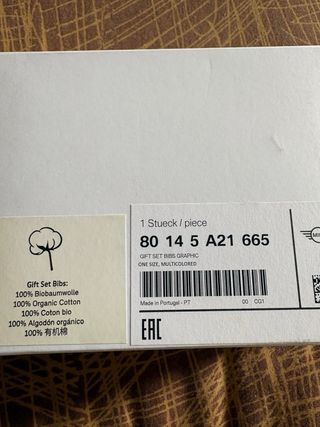 1 Stueck / piece
80 14 5 A21 665
GIFT SET BIBS GRAPHIC
ONE SIZE, MULTICOLORED
Made in Portugal - PT 00 CG1
EAC
Gift Set Bibs:
100% Biobaumwolle
100% Organic Cotton
100% Coton bio
100% Algodón orgánico
100% 有机棉